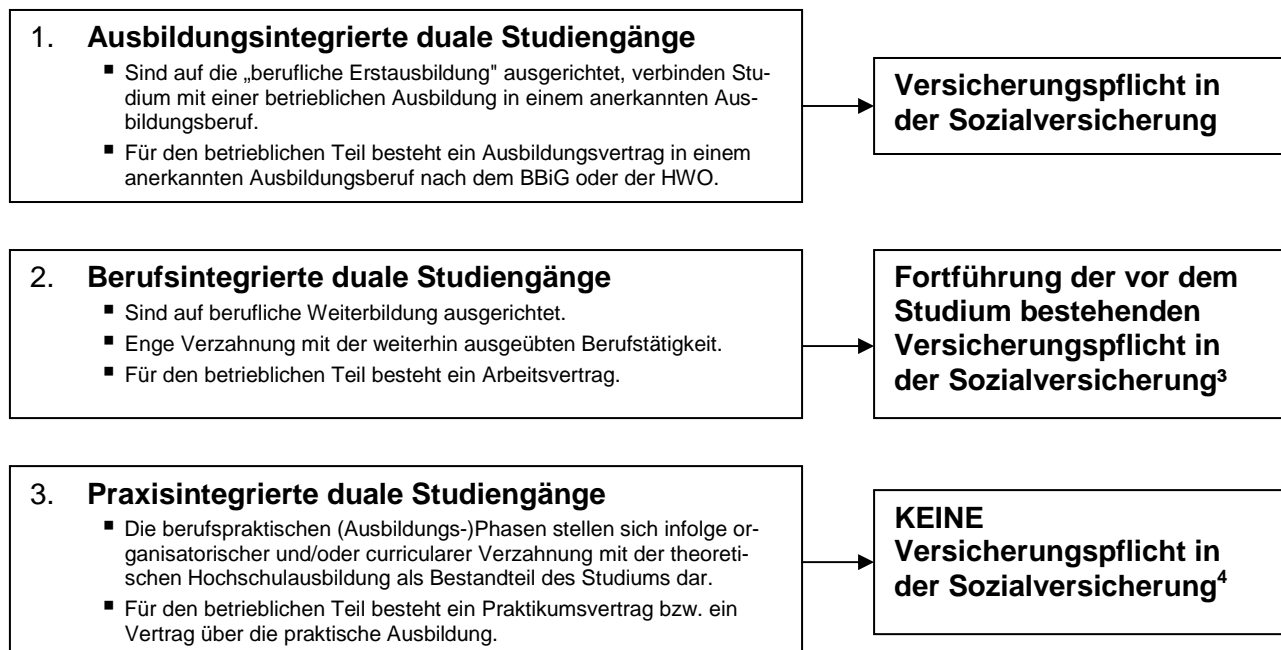 1. Ausbildungsintegrierte duale Studiengänge
▪ Sind auf die „berufliche Erstausbildung" ausgerichtet, verbinden Stu-
dium mit einer betrieblichen Ausbildung in einem anerkannten Aus-
bildungsberuf.
▪ Für den betrieblichen Teil besteht ein Ausbildungsvertrag in einem
anerkannten Ausbildungsberuf nach dem BBiG oder der HWO.
Versicherungspflicht in
der Sozialversicherung
2. Berufsintegrierte duale Studiengänge
▪ Sind auf berufliche Weiterbildung ausgerichtet.
▪ Enge Verzahnung mit der weiterhin ausgeübten Berufstätigkeit.
▪ Für den betrieblichen Teil besteht ein Arbeitsvertrag.
Fortführung der vor dem
Studium bestehenden
Versicherungspflicht in
der Sozialversicherung³
3. Praxisintegrierte duale Studiengänge
▪ Die berufspraktischen (Ausbildungs-)Phasen stellen sich infolge or-
ganisatorischer und/oder curricularer Verzahnung mit der theoreti-
schen Hochschulausbildung als Bestandteil des Studiums dar.
▪ Für den betrieblichen Teil besteht ein Praktikumsvertrag bzw. ein
Vertrag über die praktische Ausbildung.
KEINE
Versicherungspflicht in
der Sozialversicherung⁴